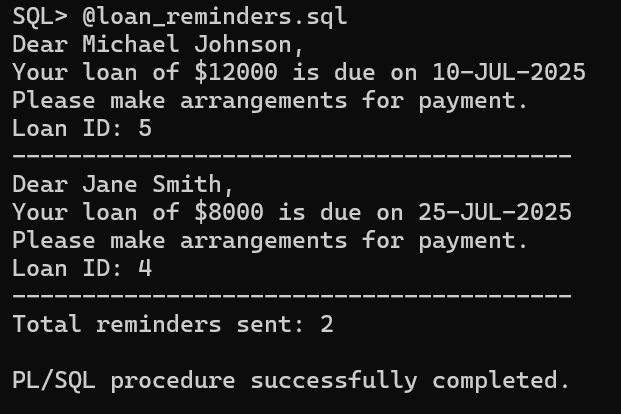 SQL> @loan_reminders.sql
Dear Michael Johnson,
Your loan of $12000 is due on 10-JUL-2025
Please make arrangements for payment.
Loan ID: 5
----------------------------------------
Dear Jane Smith,
Your loan of $8000 is due on 25-JUL-2025
Please make arrangements for payment.
Loan ID: 4
----------------------------------------
Total reminders sent: 2
PL/SQL procedure successfully completed.